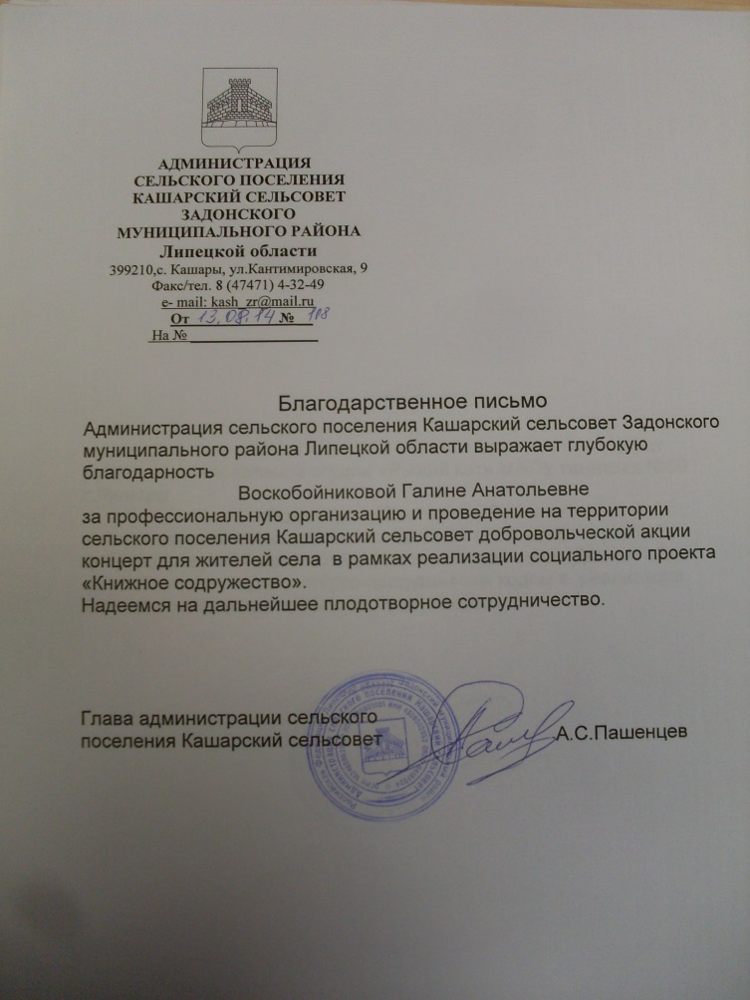 АДМИНИСТРАЦИЯ
СЕЛЬСКОГО ПОСЕЛЕНИЯ
КАШАРСКИЙ СЕЛЬСОВЕТ
ЗАДОНСКОГО
МУНИЦИПАЛЬНОГО РАЙОНА
Липецкой области
399210,с. Кашары, ул.Кантимировская, 9
Факс/тел. 8 (47471) 4-32-49
e- mail: kash_zr@mail.ru
От 13.08.14 № 108
На №
Благодарственное письмо
Администрация сельского поселения Кашарский сельсовет Задонского
муниципального района Липецкой области выражает глубокую
благодарность
Воскобойниковой Галине Анатольевне
за профессиональную организацию и проведение на территории
сельского поселения Кашарский сельсовет добровольческой акции
концерт для жителей села в рамках реализации социального проекта
«Книжное содружество».
Надеемся на дальнейшее плодотворное сотрудничество.
Глава администрации сельского
поселения Кашарский сельсовет А.С.Пашенцев